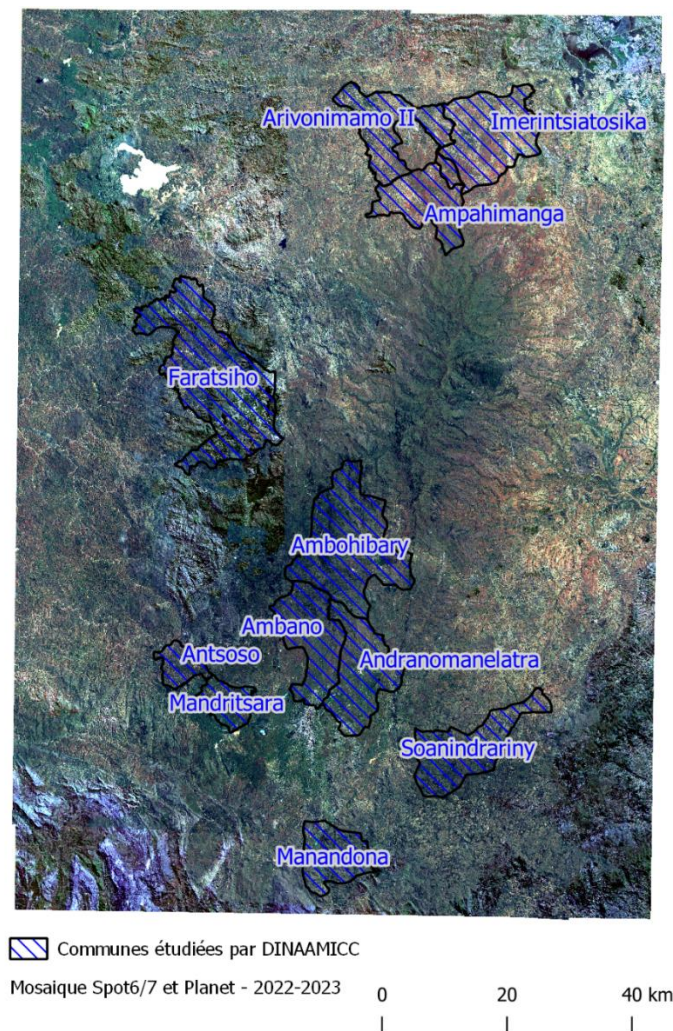 Arivonimamo II
Imerintsiatosika
Ampahimanga
Faratsiho
Ambohibary
Ambano
Antsoso
Andranomanelatra
Mandritsara
Soanindrariny
Manandona
Communes étudiées par DINAAMICC
Mosaique Spot6/7 et Planet - 2022-2023
0 20 40 km